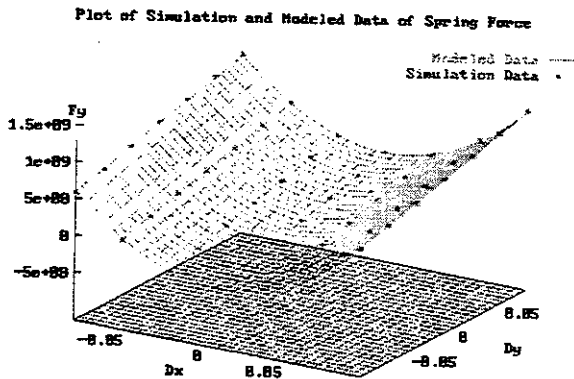 Plot of Simulation and Modeled Data of Spring Force
Modeled Data
Simulation Data
Fy
1.5e+09
1e+09
5e+08
0
-5e+08
-0.05
0
0.05
Dx
-0.05
0
0.05
Dy